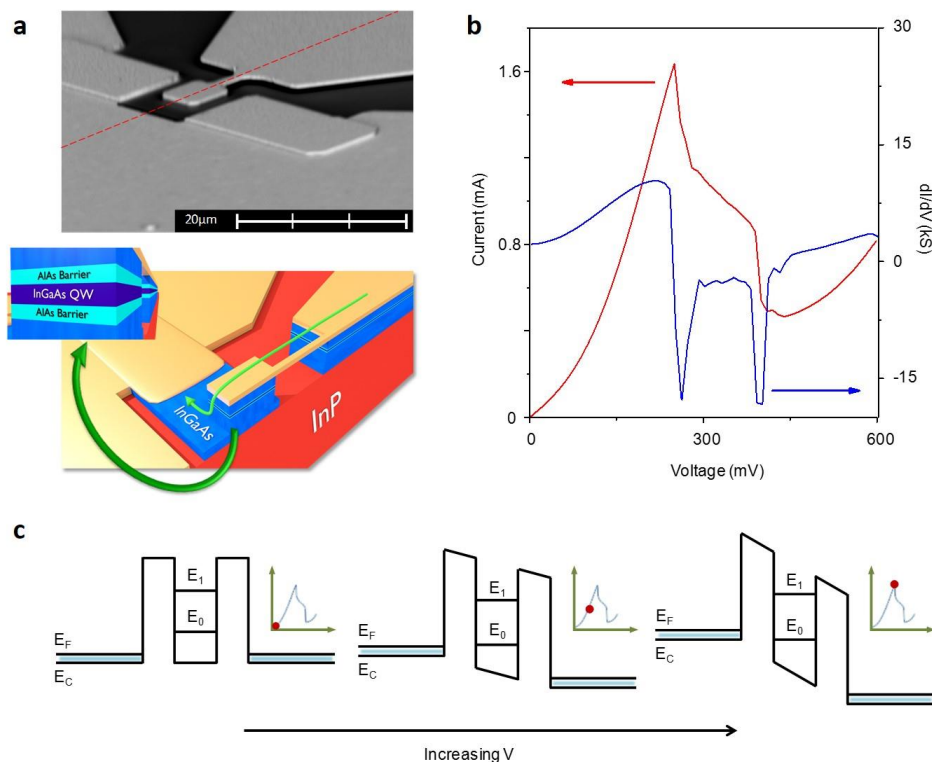 a
20µm
AlAs Barrier
InGaAs QW
AlAs Barrier
InGaAs
InP
b
1.6
0.8
0
Current (mA)
0
300
600
Voltage (mV)
30
15
0
-15
dI/dV (kS)
c
E1
E0
EF
EC
E1
E0
EF
EC
E1
E0
EF
EC
Increasing V